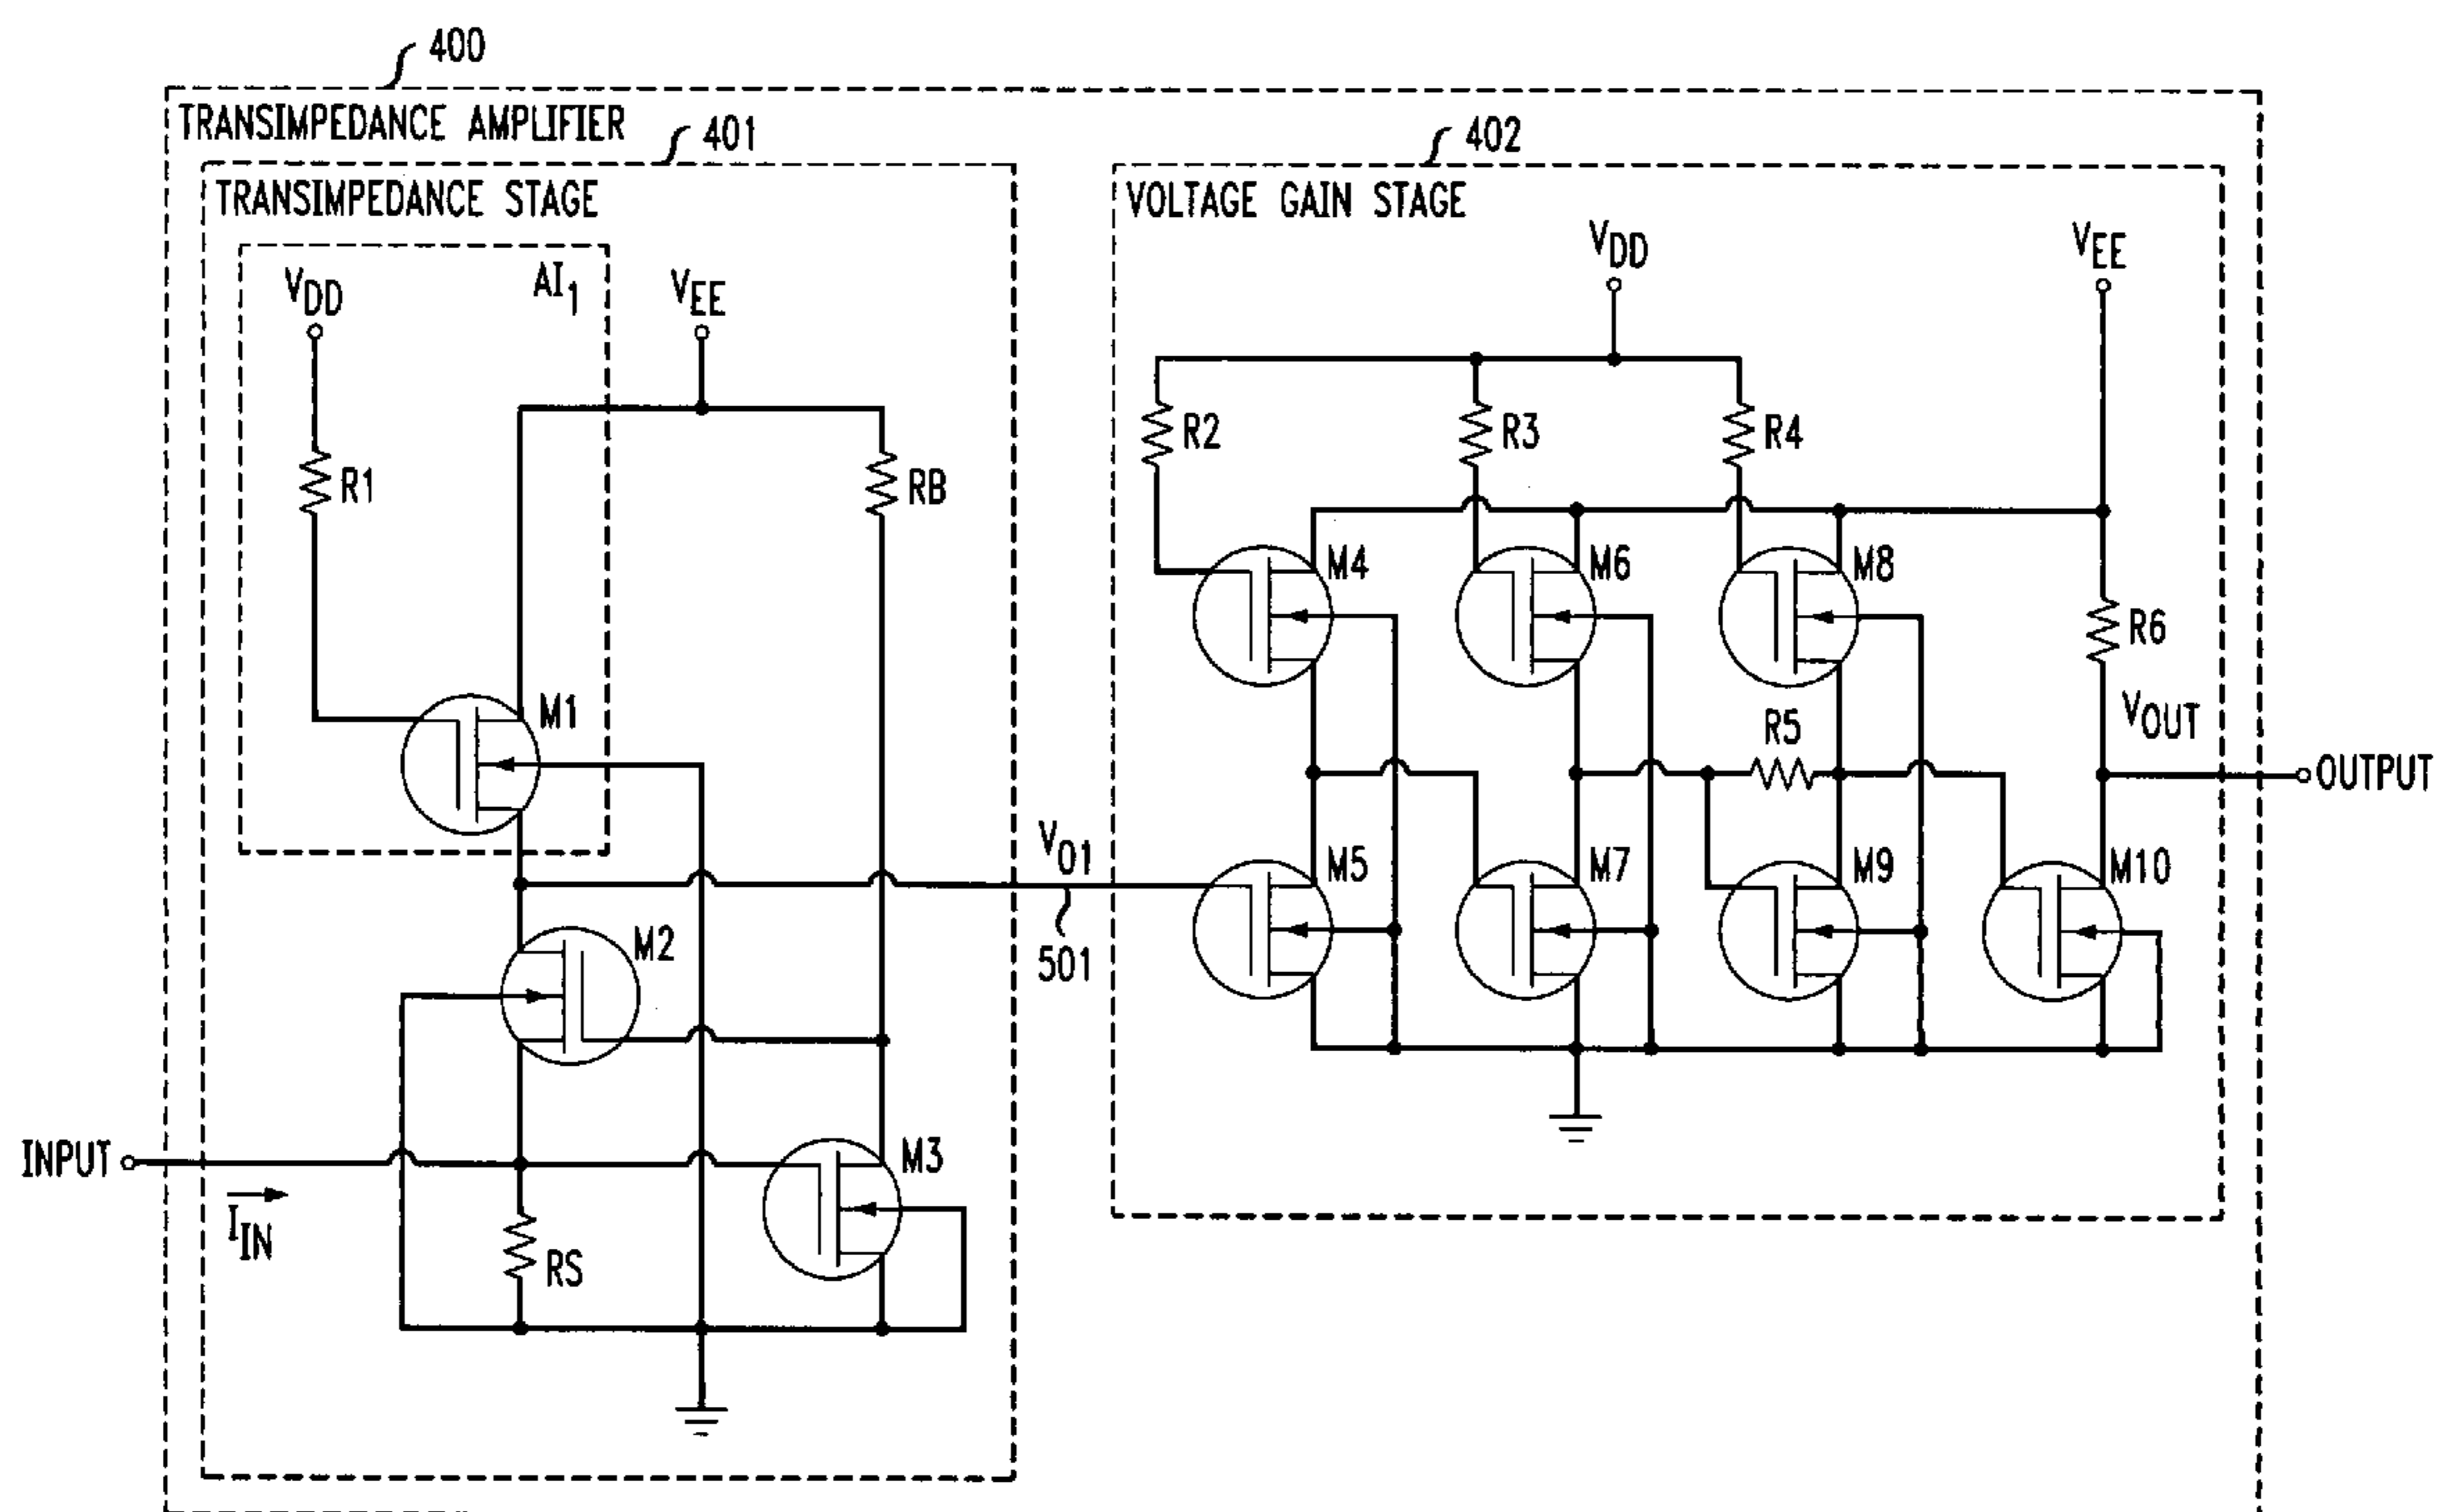 400
TRANSIMPEDANCE AMPLIFIER
401
402
TRANSIMPEDANCE STAGE
VOLTAGE GAIN STAGE
VDD
AI1
VEE
VDD
VEE
R1
RB
R2
R3
R4
M4
M6
M8
R6
M1
R5
VOUT
OUTPUT
VO1
501
M5
M7
M9
M10
M2
INPUT
IIN
M3
RS